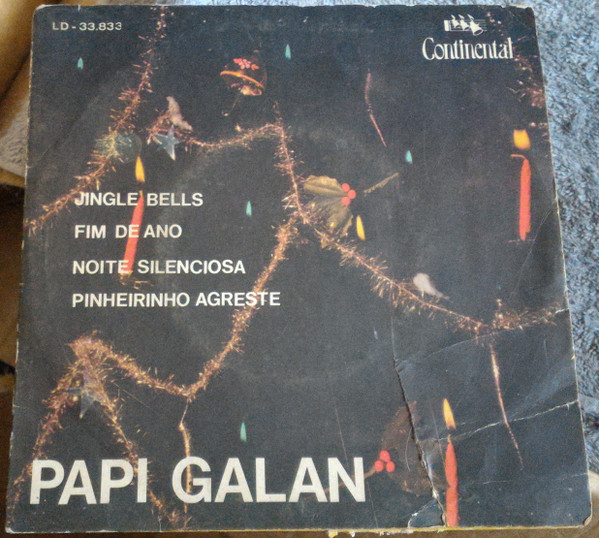 LD - 33.833
Continental
JINGLE BELLS
FIM DE ANO
NOITE SILENCIOSA
PINHEIRINHO AGRESTE
PAPI GALAN